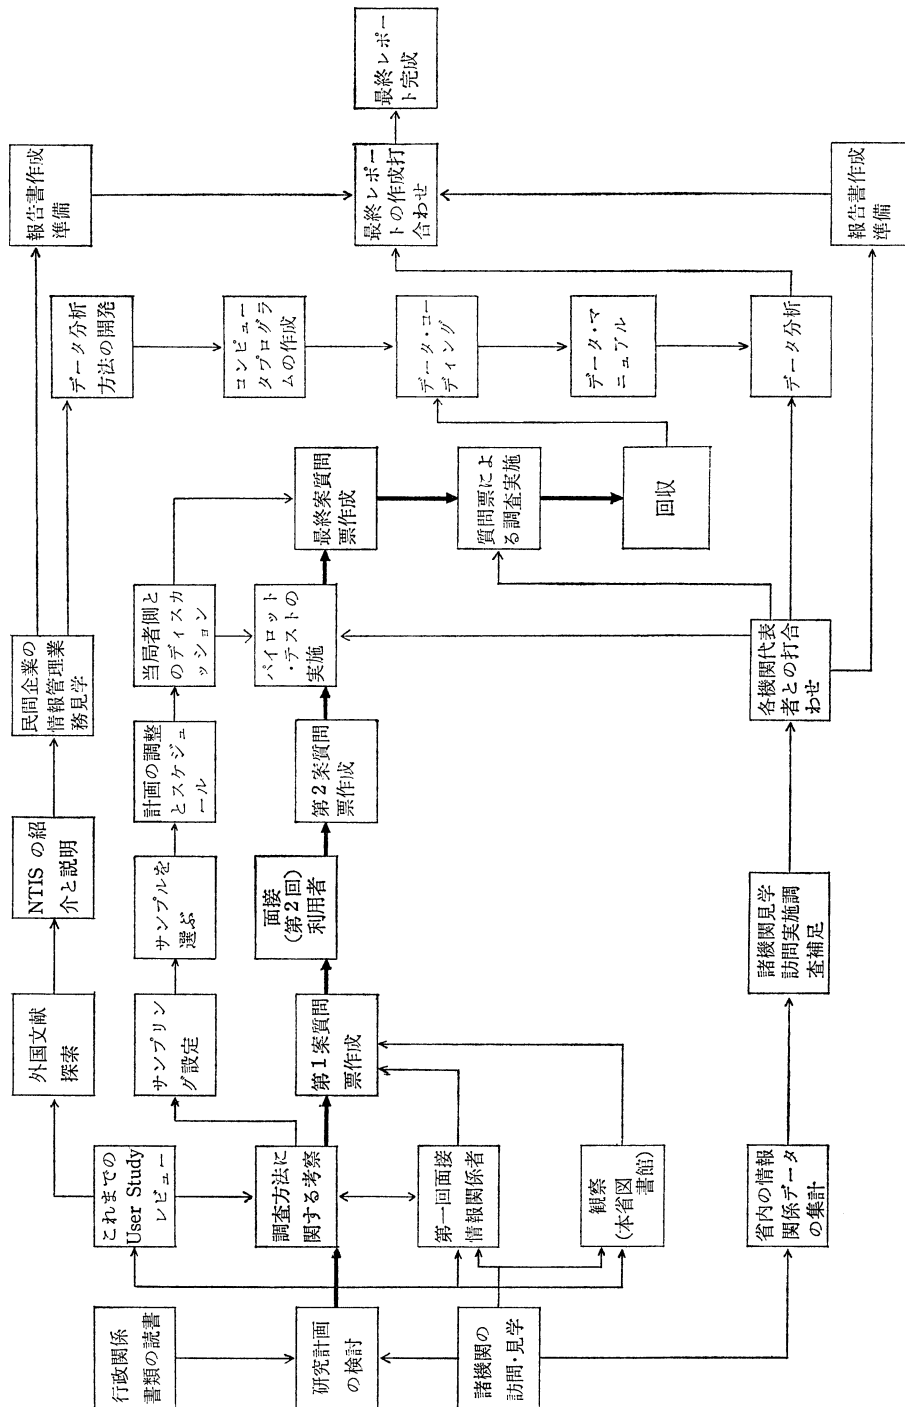 行政関係
書類の読書
研究計画
の検討
諸機関の
訪問・見学
これまでの
User Study
レビュー
調査方法に
関する考察
第一回面接
情報関係者
観察
(本省図
書館)
省内の情報
関係データ
の集計
外国文献
探索
サンプリン
グ設定
第1案質問
票作成
諸機関見学
訪問実施調
査補足
NTIS の紹
介と説明
サンプルを
選ぶ
面接
(第2回)
利用者
計画の調整
とスケジュ
ール
第2案質問
票作成
民間企業の
情報管理業
務見学
当局者側と
のディスカ
ッション
パイロット
・テストの
実施
各機関代表
者との打合
わせ
最終案質問
票作成
質問票によ
る調査実施
回収
データ分析
方法の開発
コンピュー
タプログラ
ムの作成
データ・コー
ディング
データ・マ
ニュアル
データ分析
報告書作成
準備
最終レポー
トの作成打
合わせ
報告書作成
準備
最終レポー
ト完成